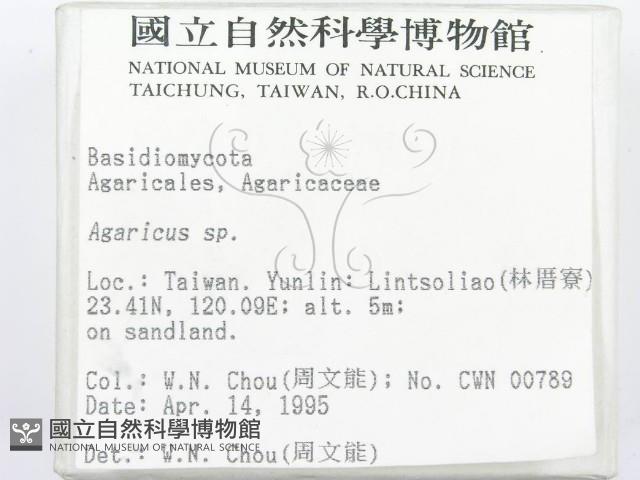 國立自然科學博物館
NATIONAL MUSEUM OF NATURAL SCIENCE
TAICHUNG, TAIWAN, R.O.CHINA
Basidiomycota
Agaricales, Agaricaceae
Agaricus sp.
Loc.: Taiwan. Yunlin: Lintsoliao(林厝寮)
23.41N, 120.09E; alt. 5m;
on sandland.
Col.: W.N. Chou(周文能); No. CWN 00789
Date: Apr. 14, 1995
國立自然科學博物館
NATIONAL MUSEUM OF NATURAL SCIENCE
Det.: W.N. Chou(周文能)